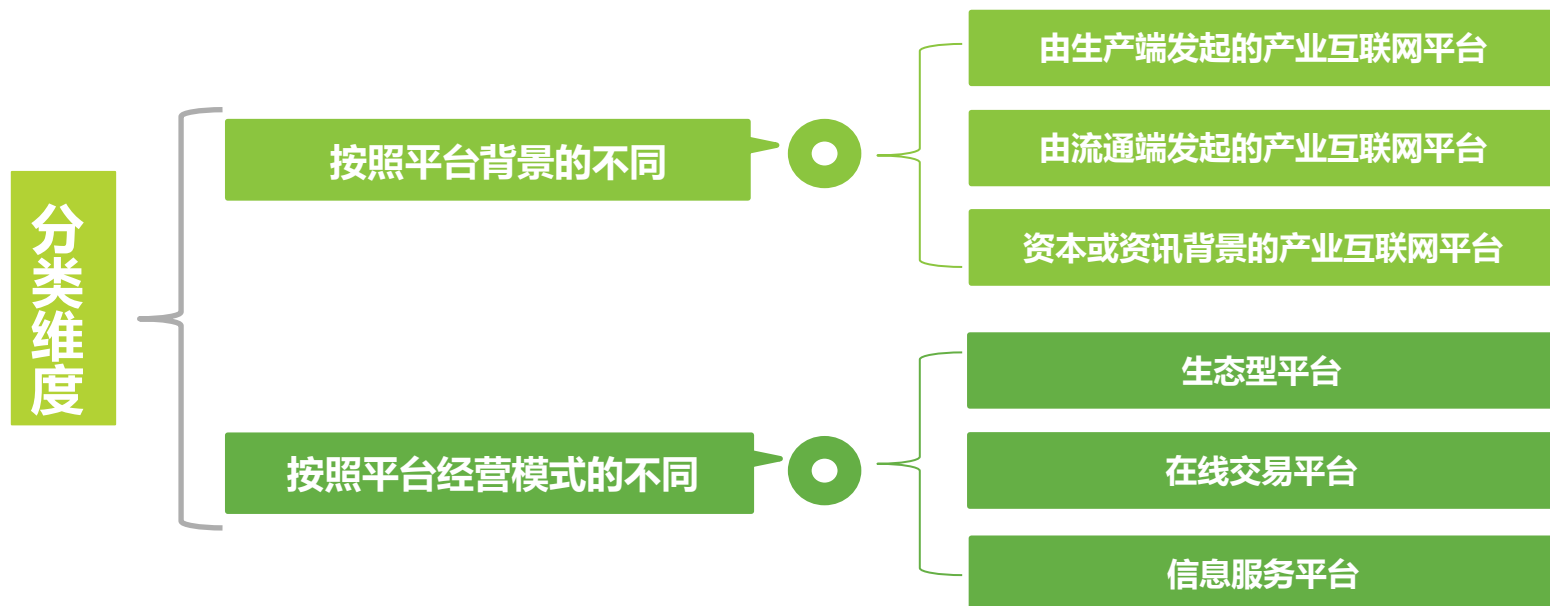 分类维度
按照平台背景的不同
由生产端发起的产业互联网平台
由流通端发起的产业互联网平台
资本或资讯背景的产业互联网平台
按照平台经营模式的不同
生态型平台
在线交易平台
信息服务平台